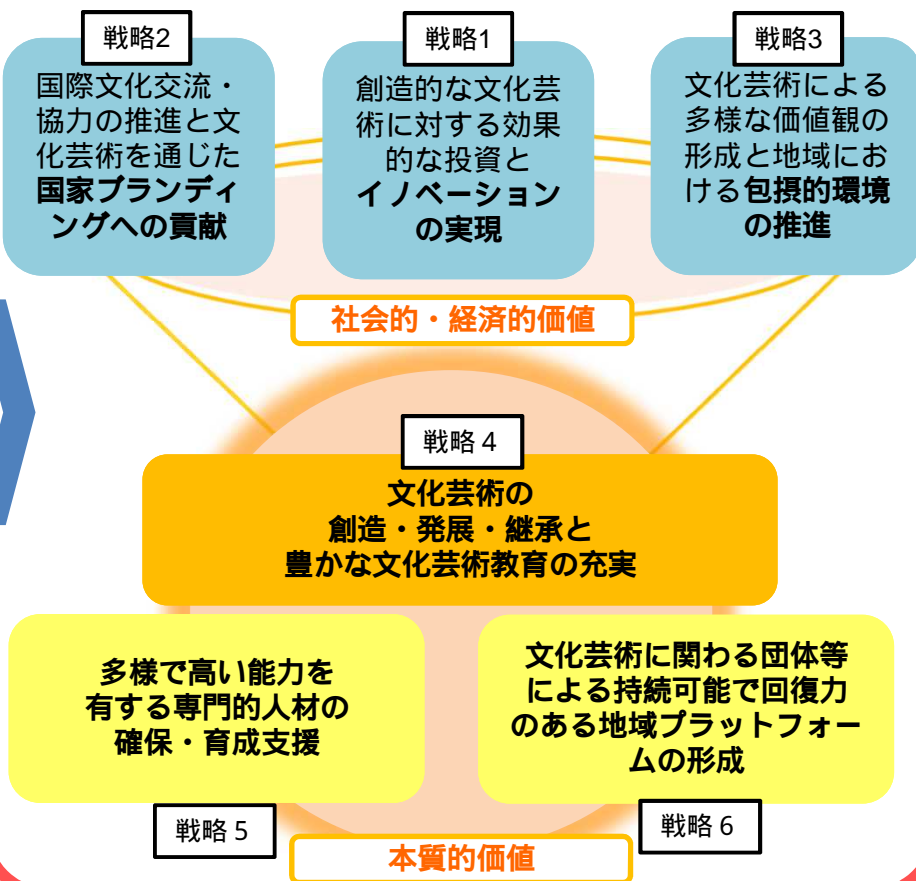 戦略2
国際文化交流・
協力の推進と文
化芸術を通じた
国家ブランディ
ングへの貢献
戦略1
創造的な文化芸
術に対する効果
的な投資と
イノベーション
の実現
戦略3
文化芸術による
多様な価値観の
形成と地域にお
ける包摂的環境
の推進
社会的・経済的価値
戦略４
文化芸術の
創造・発展・継承と
豊かな文化芸術教育の充実
多様で高い能力を
有する専門的人材の
確保・育成支援
戦略５
文化芸術に関わる団体等
による持続可能で回復力
のある地域プラットフォー
ムの形成
戦略６
本質的価値